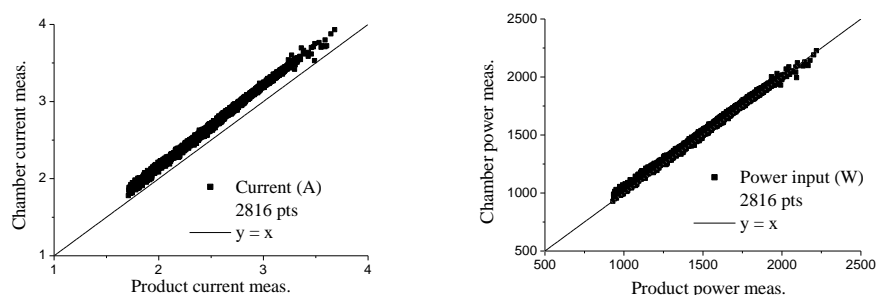 4
3
2
1
1
2
3
4
Chamber current meas.
Product current meas.
Current (A)
2816 pts
y = x
2500
2000
1500
1000
500
500
1000
1500
2000
2500
Chamber power meas.
Product power meas.
Power input (W)
2816 pts
y = x